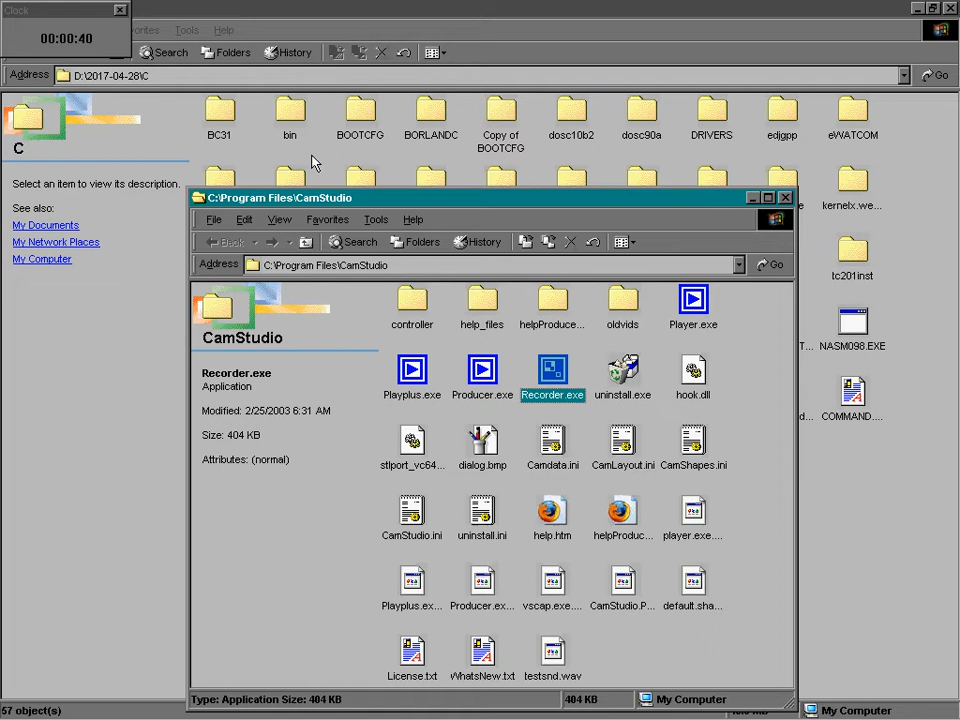 Clock
00:00:40
Tools Help
Search Folders History
Address D:\2017-04-28\C Go
BC31 bin BOOTCFG BORLANDC Copy of BOOTCFG dosc10b2 dosc90a DRIVERS edjgpp eWATCOM
C
Select an item to view its description.
See also:
My Documents
My Network Places
My Computer
kernelx.we...
tc201inst
NASM098.EXE
COMMAND....
C:\Program Files\CamStudio
File Edit View Favorites Tools Help
Back Search Folders History
Address C:\Program Files\CamStudio Go
CamStudio
Recorder.exe
Application
Modified: 2/25/2003 6:31 AM
Size: 404 KB
Attributes: (normal)
controller help_files helpProduce... oldvids Player.exe
Playplus.exe Producer.exe Recorder.exe uninstall.exe hook.dll
stlport_vc64... dialog.bmp Camdata.ini CamLayout.ini CamShapes.ini
CamStudio.ini uninstall.ini help.htm helpProduc... player.exe....
Playplus.ex... Producer.ex... vscap.exe.... CamStudio.P... default.sha...
License.txt WhatsNew.txt testsnd.wav
Type: Application Size: 404 KB 404 KB My Computer
57 object(s) My Computer